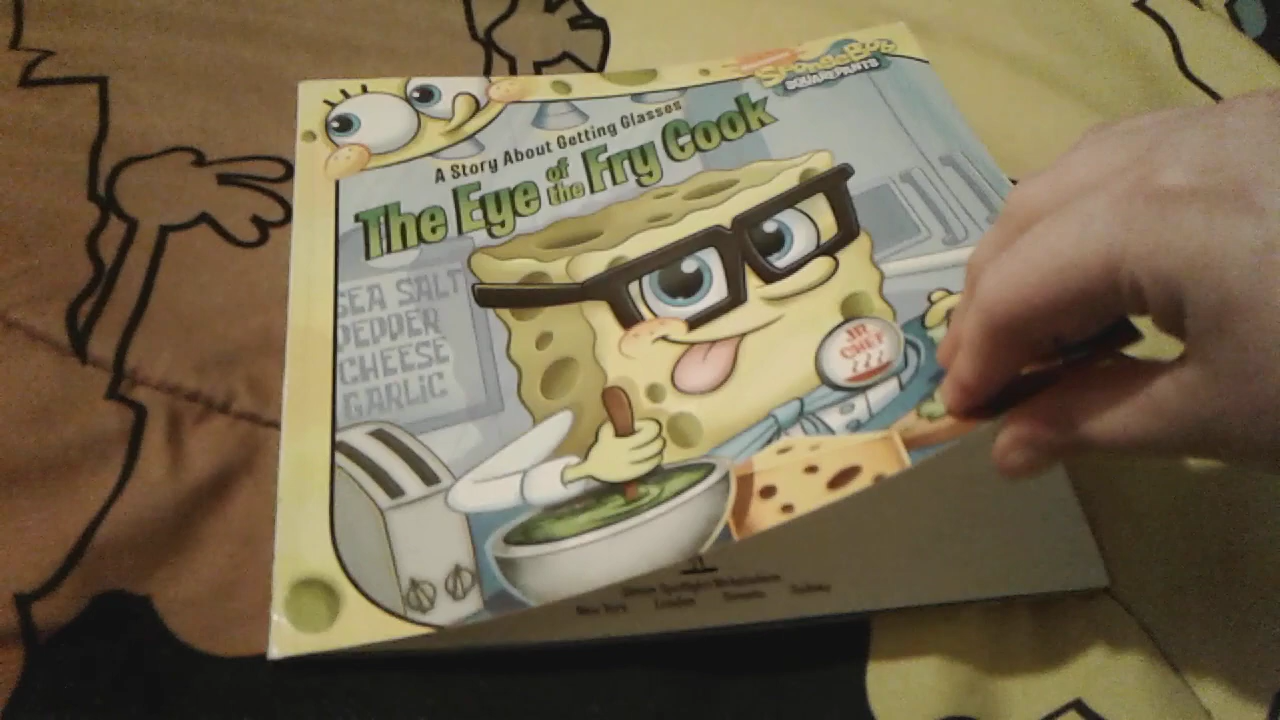 SpongeBob
SQUAREPANTS
A Story About Getting Glasses
The Eye of the Fry Cook
SEA SALT
PEPPER
CHEESE
GARLIC
JR.
CHEF
New York London Toronto Sydney